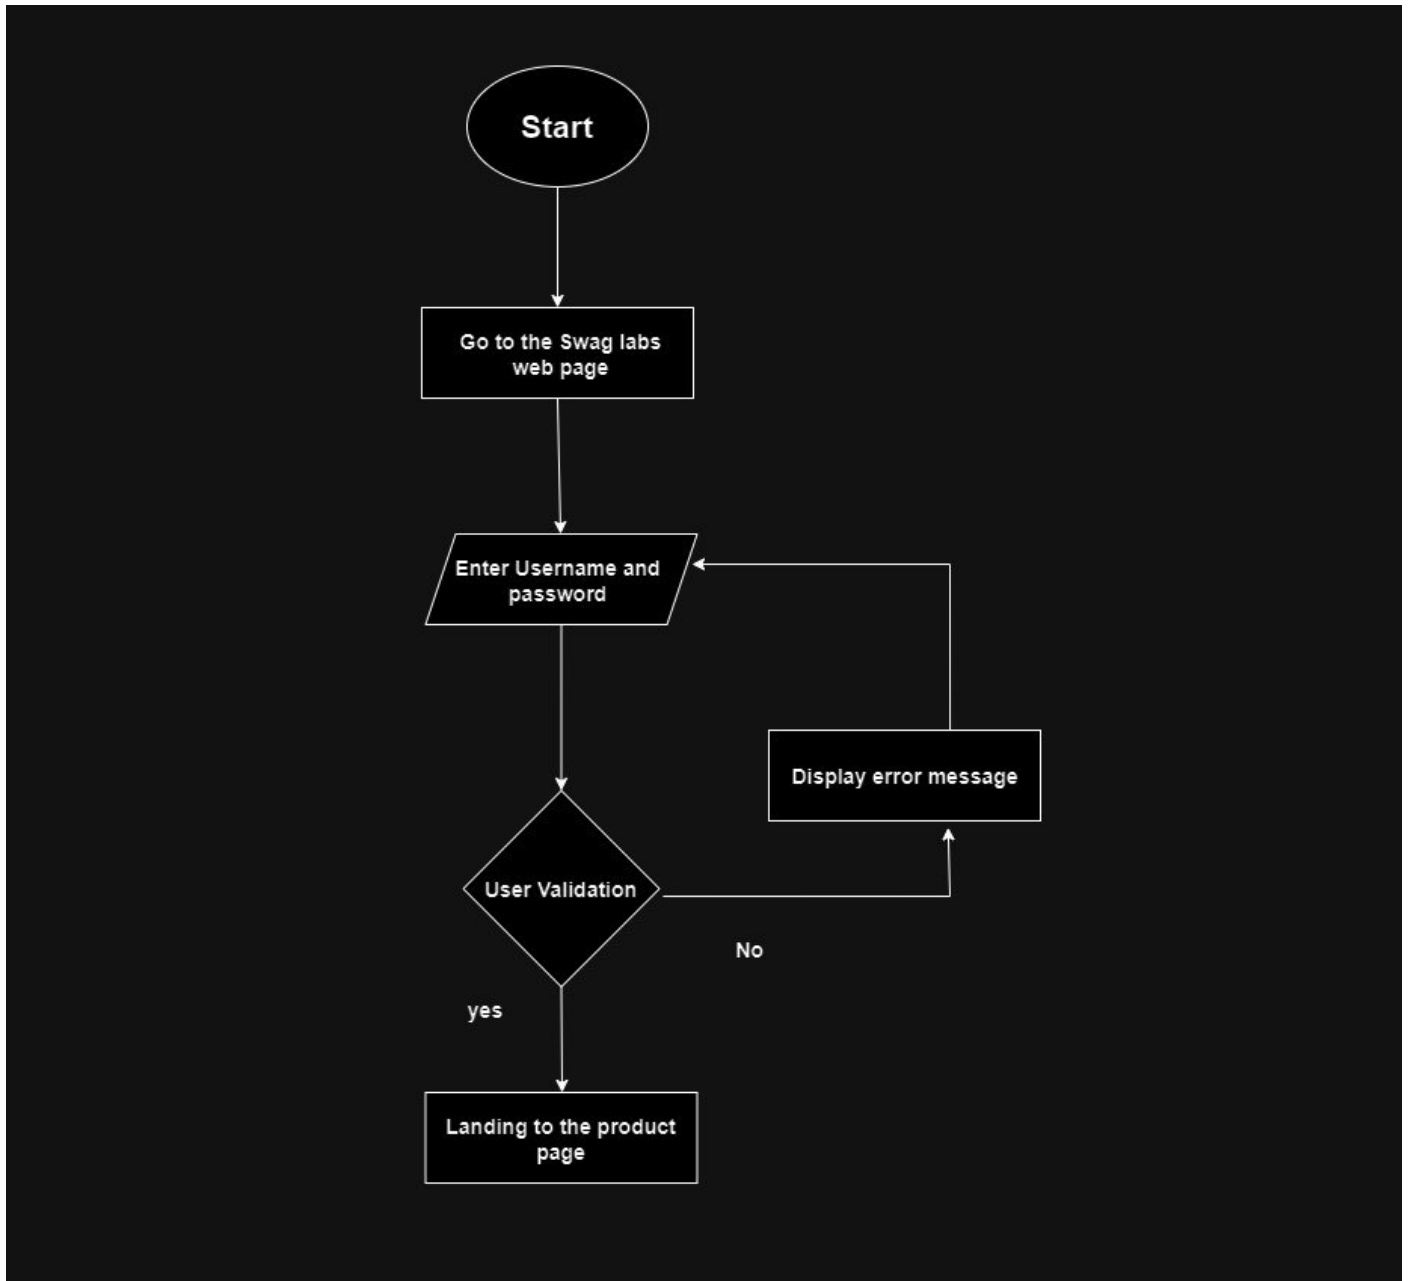 Start
Go to the Swag labs
web page
Enter Username and
password
Display error message
User Validation
No
yes
Landing to the product
page